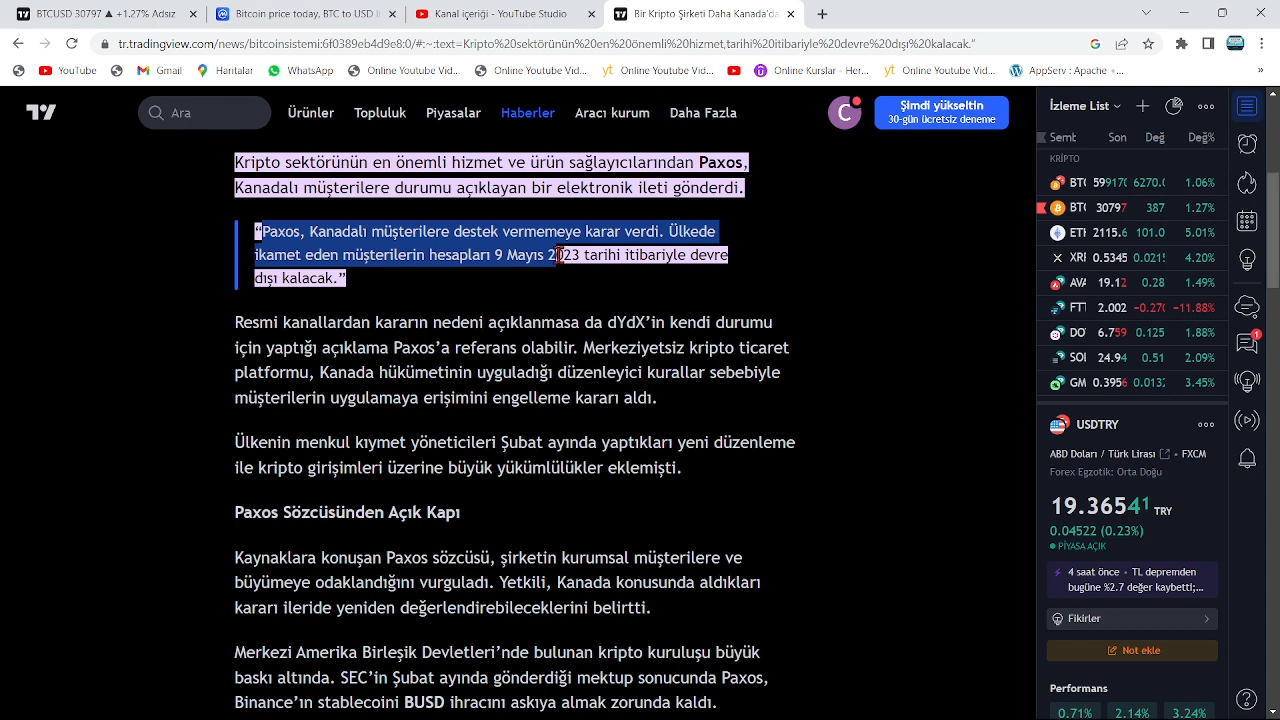 BTCUSD 30797 ▲ +1.27% Adsız
Bitcoin price today, BTC to USD li
Kanal içeriği - YouTube Studio
Bir Kripto Şirketi Daha Kanada'da
tr.tradingview.com/news/bitcoinsistemi:6f0389eb4d9c6:0/#:~:text=Kripto%20sektörünün%20en%20önemli%20hizmet,tarihi%20itibariyle%20devre%20dışı%20kalacak."
YouTube
Gmail
Haritalar
WhatsApp
Online Youtube Vid...
Online Youtube Vid...
Online Youtube Vid...
Online Kurslar - Her...
Online Youtube Vid...
AppServ : Apache +...
Ara
Ürünler
Topluluk
Piyasalar
Haberler
Aracı kurum
Daha Fazla
C
Şimdi yükseltin
30-gün ücretsiz deneme
Kripto sektörünün en önemli hizmet ve ürün sağlayıcılarından Paxos,
Kanadalı müşterilere durumu açıklayan bir elektronik ileti gönderdi.
“Paxos, Kanadalı müşterilere destek vermemeye karar verdi. Ülkede
ikamet eden müşterilerin hesapları 9 Mayıs 2023 tarihi itibariyle devre
dışı kalacak.”
Resmi kanallardan kararın nedeni açıklanmasa da dYdX’in kendi durumu
için yaptığı açıklama Paxos’a referans olabilir. Merkeziyetsiz kripto ticaret
platformu, Kanada hükümetinin uyguladığı düzenleyici kurallar sebebiyle
müşterilerin uygulamaya erişimini engelleme kararı aldı.
Ülkenin menkul kıymet yöneticileri Şubat ayında yaptıkları yeni düzenleme
ile kripto girişimleri üzerine büyük yükümlülükler eklemişti.
Paxos Sözcüsünden Açık Kapı
Kaynaklara konuşan Paxos sözcüsü, şirketin kurumsal müşterilere ve
büyümeye odaklandığını vurguladı. Yetkili, Kanada konusunda aldıkları
kararı ileride yeniden değerlendirebileceklerini belirtti.
Merkezi Amerika Birleşik Devletleri’nde bulunan kripto kuruluşu büyük
baskı altında. SEC’in Şubat ayında gönderdiği mektup sonucunda Paxos,
Binance’ın stablecoini BUSD ihracını askıya almak zorunda kaldı.
İzleme List
Semb Son Değ Değ%
KRİPTO
BTC 599170 6270.0 1.06%
BTC 30797 387 1.27%
ETH 2115.6 101.0 5.01%
XRI 0.5345 0.0215 4.20%
AVA 19.12 0.28 1.49%
FTT 2.002 −0.270 −11.88%
DO 6.759 0.125 1.88%
SOl 24.94 0.51 2.09%
GM 0.3956 0.0132 3.45%
1
USDTRY
ABD Doları / Türk Lirası • FXCM
Forex Egzotik: Orta Doğu
19.36541 TRY
0.04522 (0.23%)
PİYASA AÇIK
4 saat önce • TL depremden
bugüne %2.7 değer kaybetti;...
Fikirler
Not ekle
Performans
0.71% 2.14% 3.24%